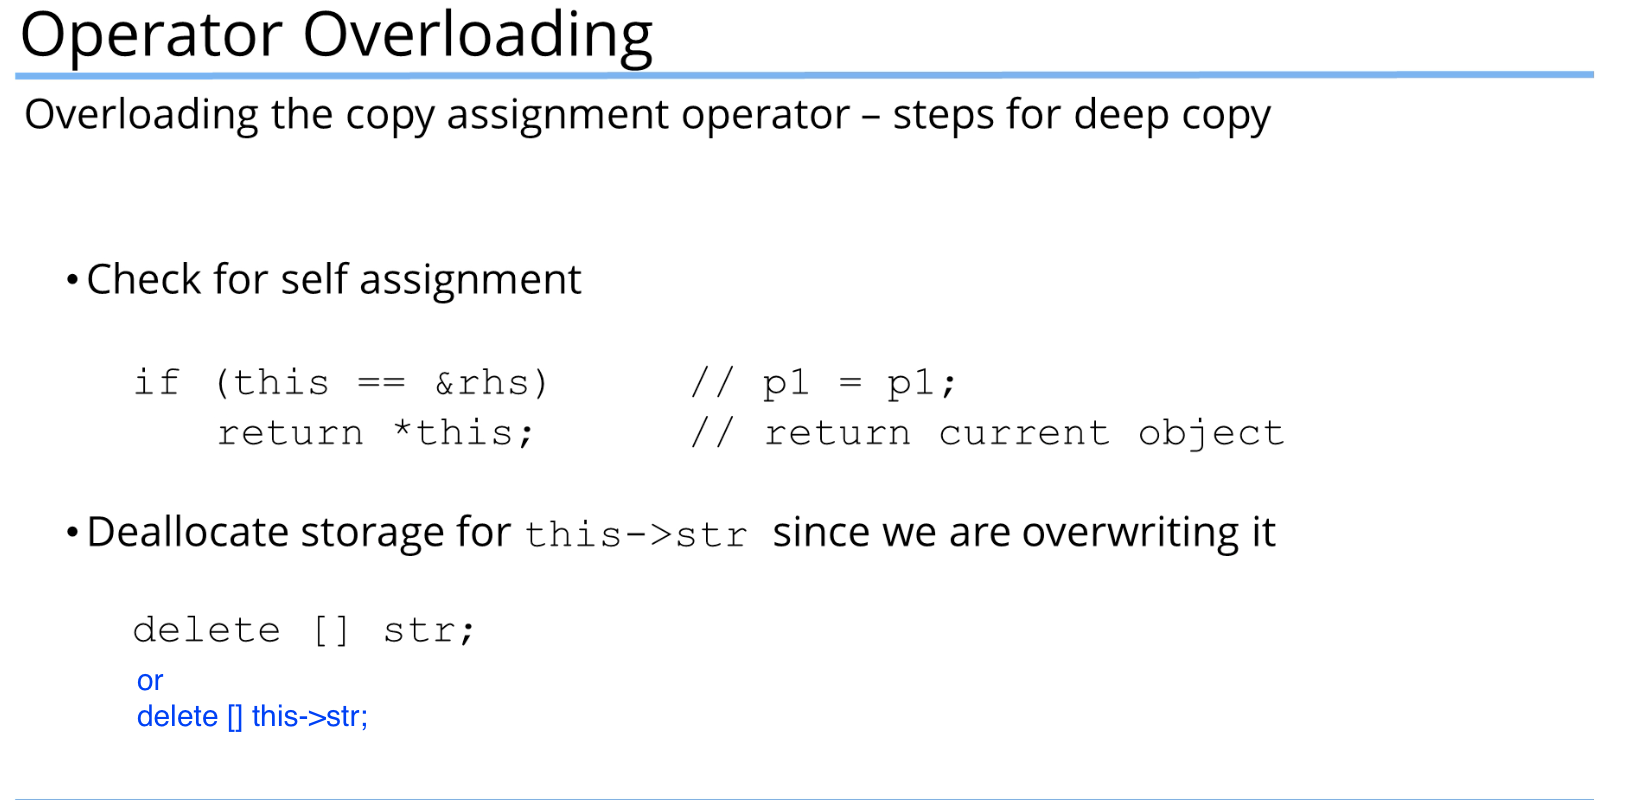 Operator Overloading
Overloading the copy assignment operator – steps for deep copy
• Check for self assignment
if (this == &rhs) // p1 = p1;
return *this; // return current object
• Deallocate storage for this->str since we are overwriting it
delete [] str;
or
delete [] this->str;